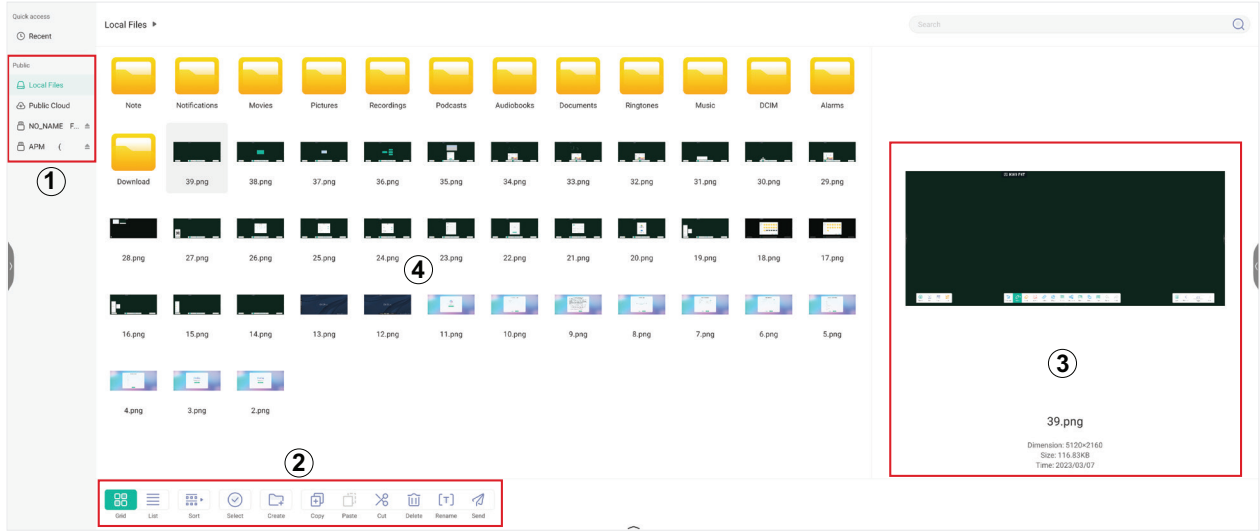 Quick access
Recent
Public
Local Files
Public Cloud
NO_NAME F...
APM (
1
Local Files
Search
Note Notifications Movies Pictures Recordings Podcasts Audiobooks Documents Ringtones Music DCIM Alarms
Download 39.png 38.png 37.png 36.png 35.png 34.png 33.png 32.png 31.png 30.png 29.png
28.png 27.png 26.png 25.png 24.png 23.png 22.png 21.png 20.png 19.png 18.png 17.png
4
16.png 15.png 14.png 13.png 12.png 11.png 10.png 9.png 8.png 7.png 6.png 5.png
4.png 3.png 2.png
2
Grid List Sort Select Create Copy Paste Cut Delete Rename Send
3
39.png
Dimension: 5120×2160
Size: 116.83KB
Time: 2023/03/07